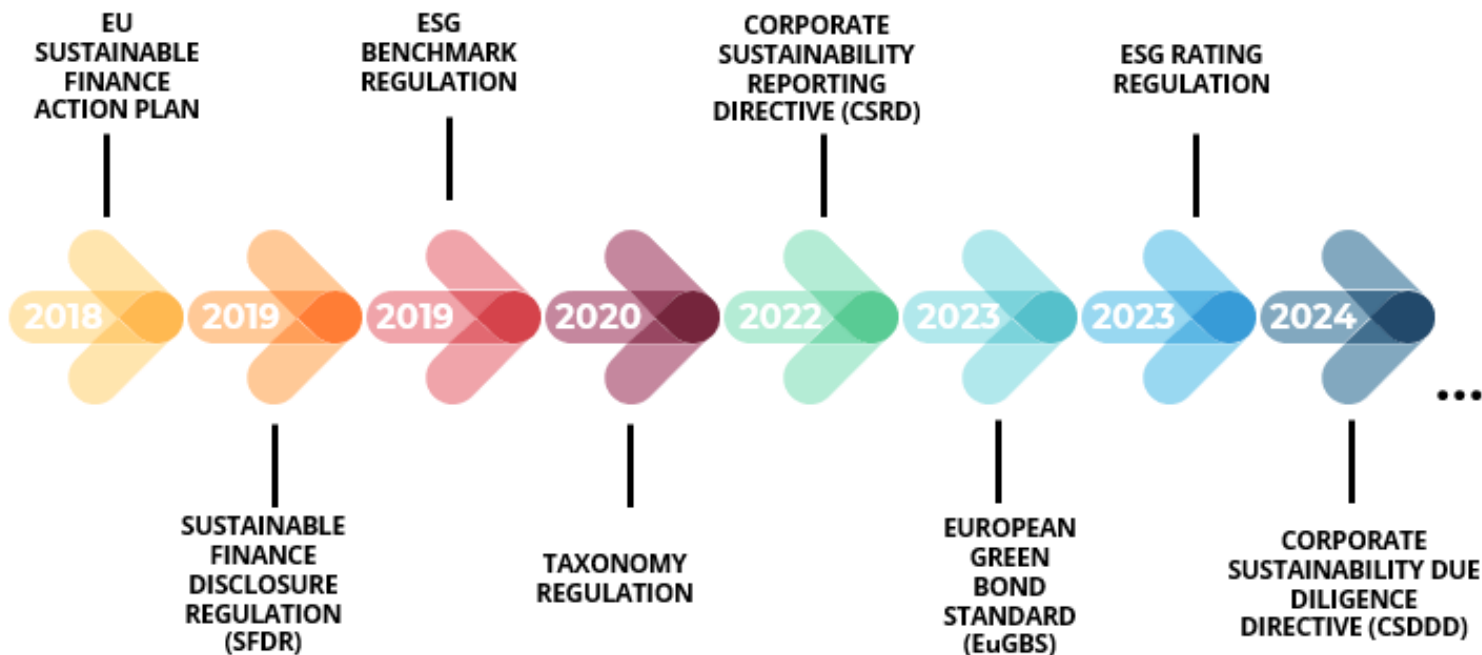 EU
SUSTAINABLE
FINANCE
ACTION PLAN
ESG
BENCHMARK
REGULATION
CORPORATE
SUSTAINABILITY
REPORTING
DIRECTIVE (CSRD)
ESG RATING
REGULATION
2018
2019
2019
2020
2022
2023
2023
2024
...
SUSTAINABLE
FINANCE
DISCLOSURE
REGULATION
(SFDR)
TAXONOMY
REGULATION
EUROPEAN
GREEN
BOND
STANDARD
(EuGBS)
CORPORATE
SUSTAINABILITY DUE
DILIGENCE
DIRECTIVE (CSDDD)